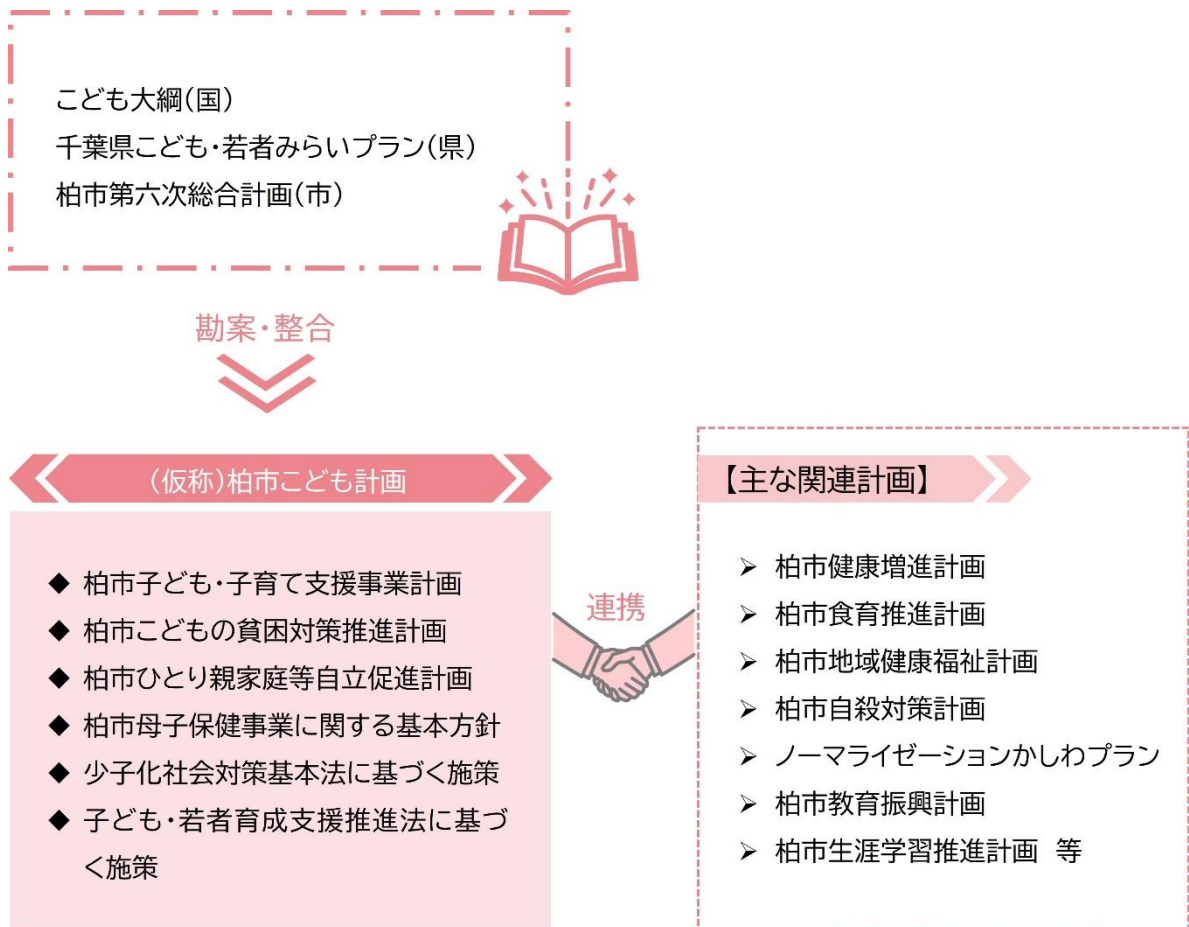 こども大綱(国)
千葉県こども・若者みらいプラン(県)
柏市第六次総合計画(市)
勘案・整合
(仮称)柏市こども計画
◆ 柏市子ども・子育て支援事業計画
◆ 柏市こどもの貧困対策推進計画
◆ 柏市ひとり親家庭等自立促進計画
◆ 柏市母子保健事業に関する基本方針
◆ 少子化社会対策基本法に基づく施策
◆ 子ども・若者育成支援推進法に基づ
く施策
連携
【主な関連計画】
➢ 柏市健康増進計画
➢ 柏市食育推進計画
➢ 柏市地域健康福祉計画
➢ 柏市自殺対策計画
➢ ノーマライゼーションかしわプラン
➢ 柏市教育振興計画
➢ 柏市生涯学習推進計画 等